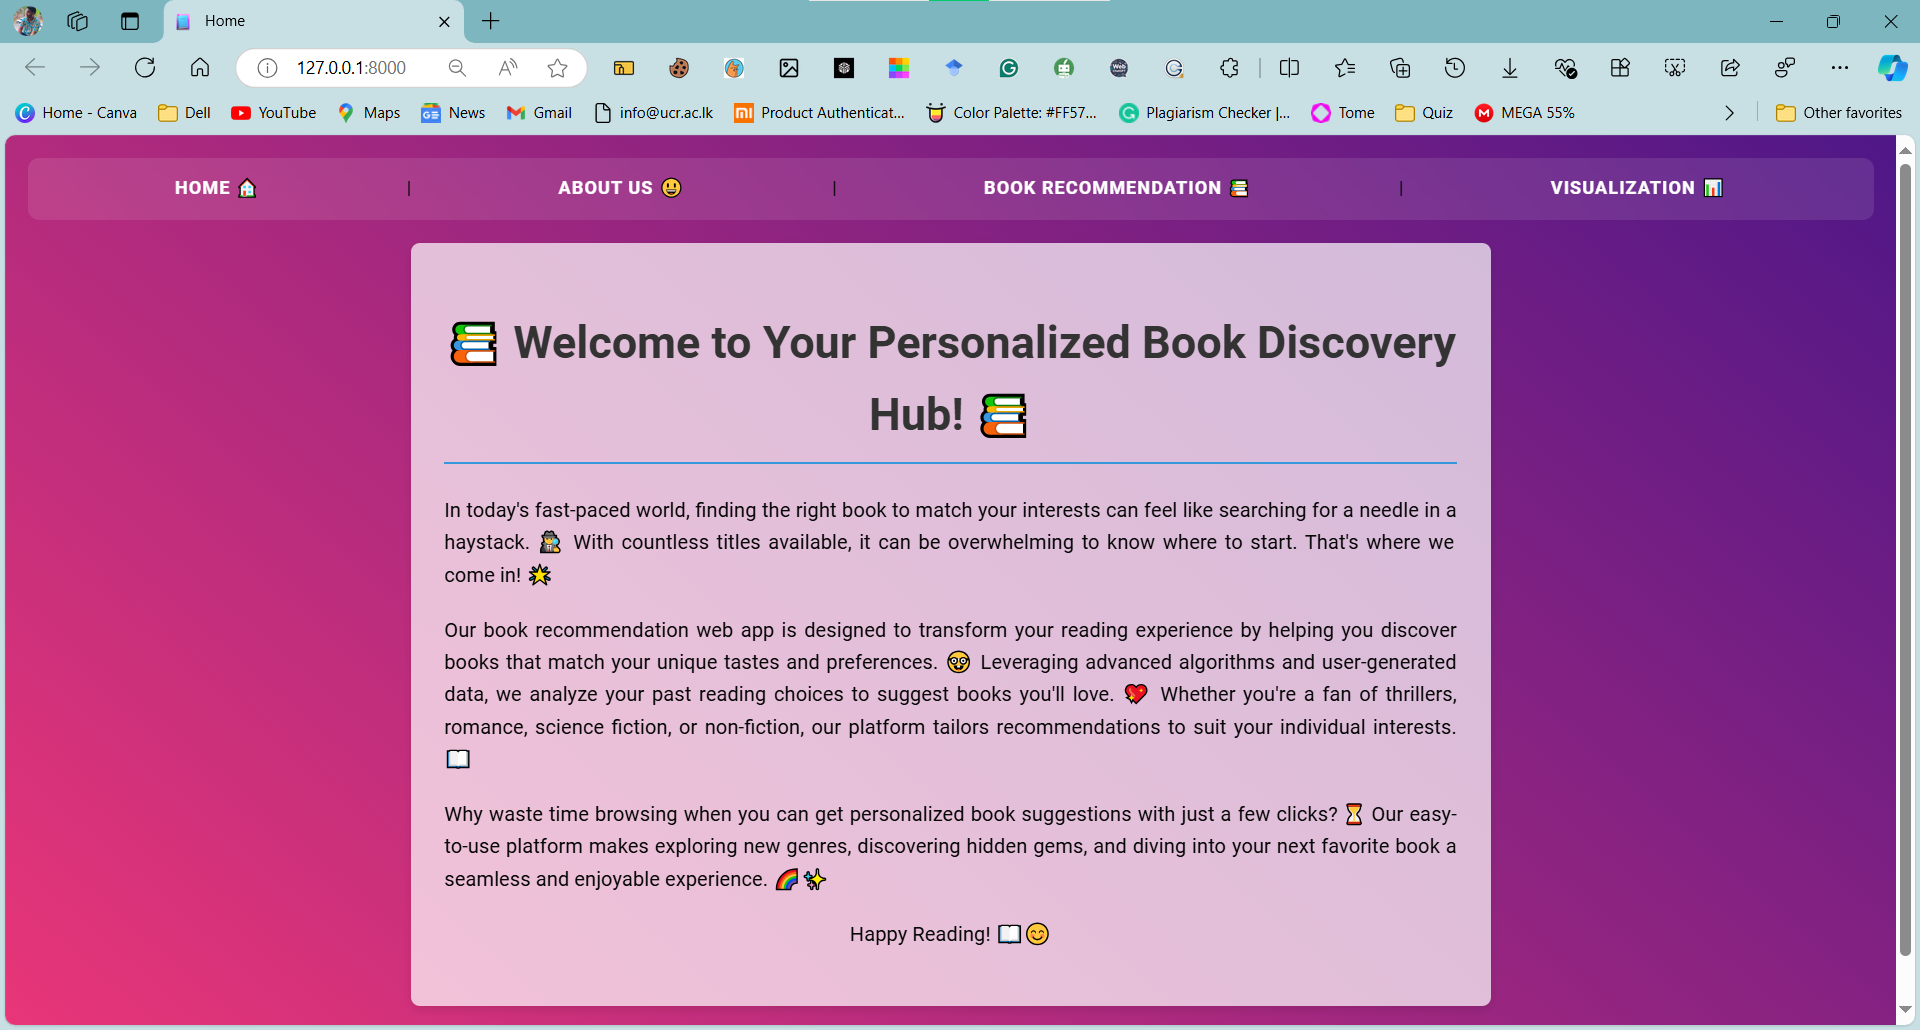 Home
127.0.0.1:8000
Home - Canva Dell YouTube Maps News Gmail info@ucr.ac.lk Product Authenticat... Color Palette: #FF57... Plagiarism Checker |... Tome Quiz MEGA 55% Other favorites
HOME 🏠 | ABOUT US 😃 | BOOK RECOMMENDATION 📚 | VISUALIZATION 📊
📚 Welcome to Your Personalized Book Discovery
Hub! 📚
In today's fast-paced world, finding the right book to match your interests can feel like searching for a needle in a
haystack. 🕵️ With countless titles available, it can be overwhelming to know where to start. That's where we
come in! 🌟
Our book recommendation web app is designed to transform your reading experience by helping you discover
books that match your unique tastes and preferences. 🤓 Leveraging advanced algorithms and user-generated
data, we analyze your past reading choices to suggest books you'll love. 💖 Whether you're a fan of thrillers,
romance, science fiction, or non-fiction, our platform tailors recommendations to suit your individual interests.
📖
Why waste time browsing when you can get personalized book suggestions with just a few clicks? ⏳ Our easy-
to-use platform makes exploring new genres, discovering hidden gems, and diving into your next favorite book a
seamless and enjoyable experience. 🌈✨
Happy Reading! 📖😊